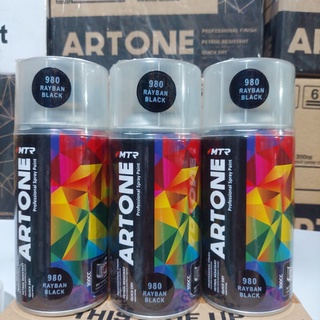 ARTONE
PROFESSIONAL FINISH
PETROL RESISTANT
QUICK DRY
980
RAYBAN
BLACK
980
RAYBAN
BLACK
980
RAYBAN
BLACK
MTR
ARTONE
Professional Spray Paint
980
RAYBAN
BLACK
MTR
ARTONE
Professional Spray Paint
980
RAYBAN
BLACK
MTR
ARTONE
Professional Spray Paint
980
RAYBAN
BLACK